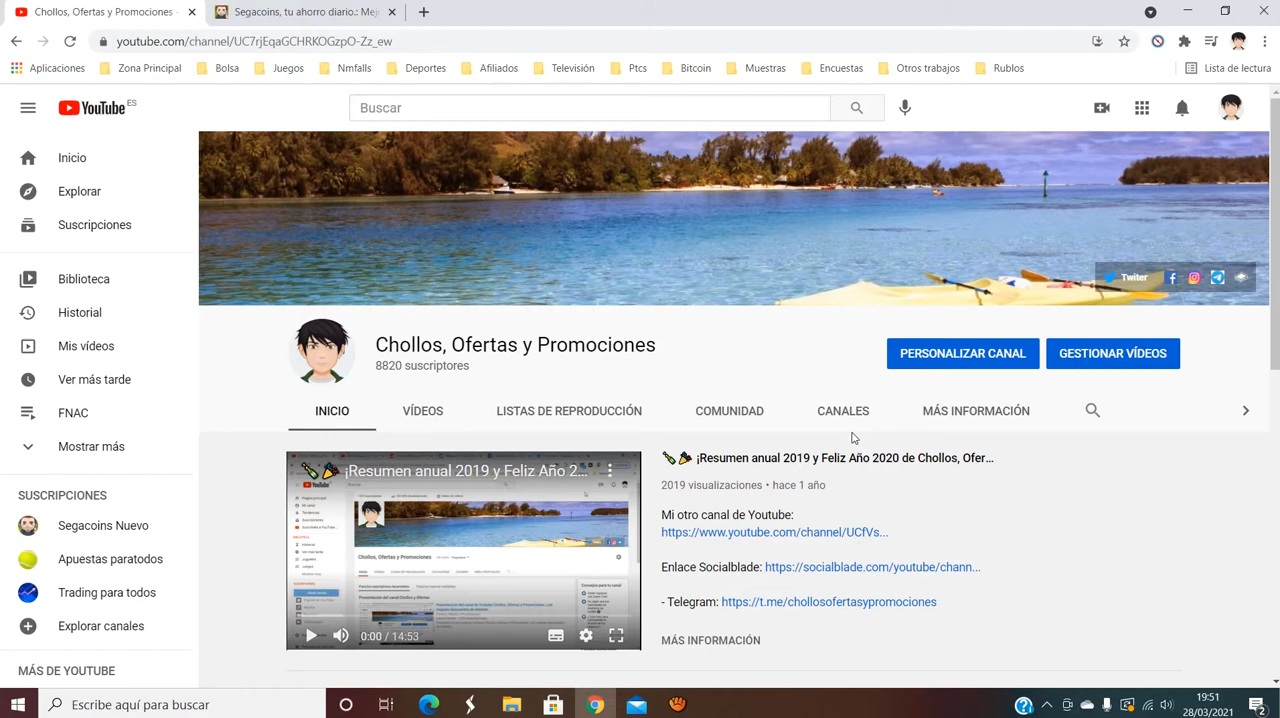 Chollos, Ofertas y Promociones -
Segacoins, tu ahorro diario.: Mej
youtube.com/channel/UC7rjEqaGCHRKOGzpO-Zz_ew
Aplicaciones Zona Principal Bolsa Juegos Nmfalls Deportes Afiliados Televisión Ptcs Bitcoin Muestras Encuestas Otros trabajos Rublos Lista de lectura
YouTube ES
Buscar
Inicio
Explorar
Suscripciones
Biblioteca
Historial
Mis vídeos
Ver más tarde
FNAC
Mostrar más
SUSCRIPCIONES
Segacoins Nuevo
Apuestas paratodos
Trading para todos
Explorar canales
MÁS DE YOUTUBE
Twiter
Chollos, Ofertas y Promociones
8820 suscriptores
PERSONALIZAR CANAL GESTIONAR VÍDEOS
INICIO VÍDEOS LISTAS DE REPRODUCCIÓN COMUNIDAD CANALES MÁS INFORMACIÓN
¡Resumen anual 2019 y Feliz Año 2...
Chollos, Ofertas y Promociones
0:00 / 14:53
¡Resumen anual 2019 y Feliz Año 2020 de Chollos, Ofer...
2019 visualizaciones • hace 1 año
Mi otro canal de Youtube:
https://www.youtube.com/channel/UCfVs...
Enlace Socialblade: https://socialblade.com/youtube/chann...
- Telegram: https://t.me/chollosofertasypromociones
MÁS INFORMACIÓN
Escribe aquí para buscar
19:51
28/03/2021
2